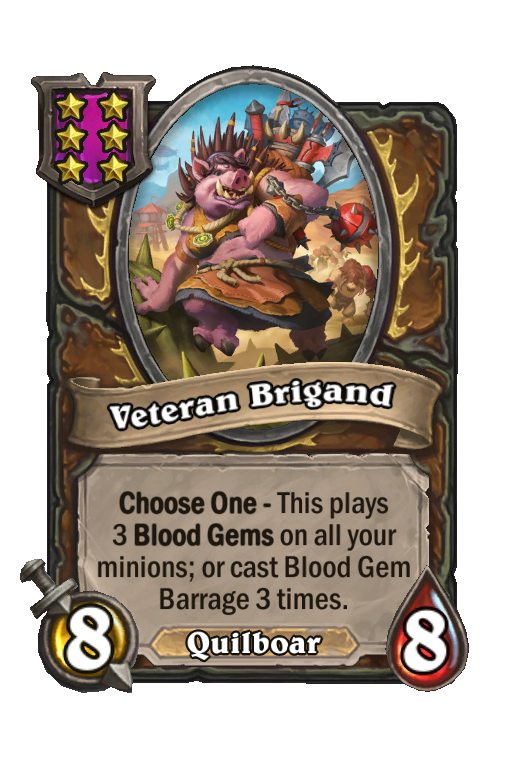 Veteran Brigand
Choose One - This plays
3 Blood Gems on all your
minions; or cast Blood Gem
Barrage 3 times.
8
Quilboar
8